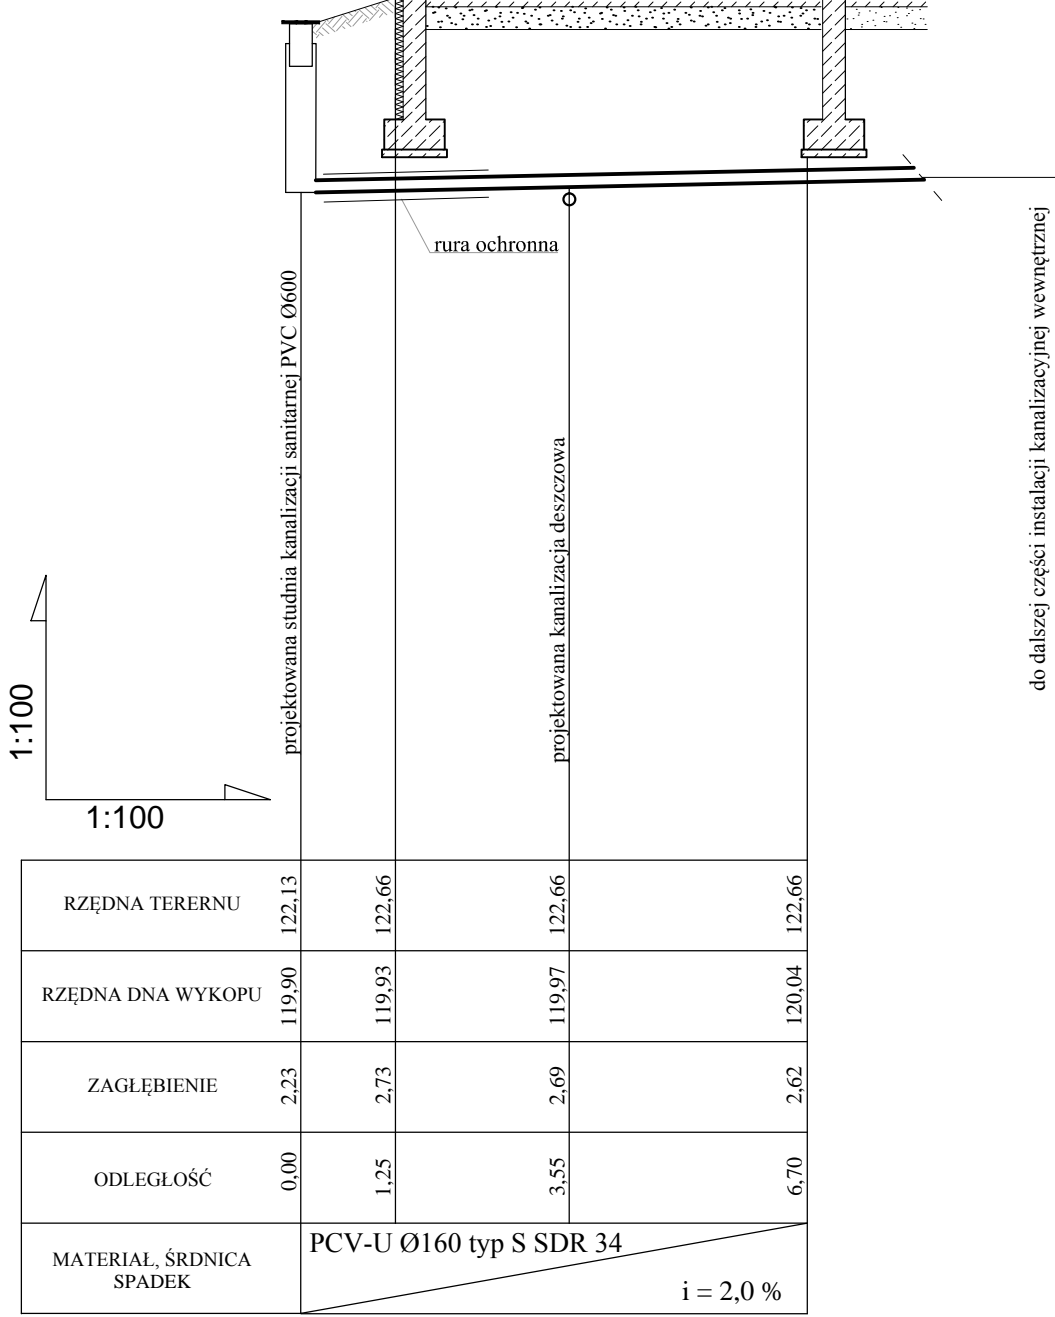 rura ochronna
projektowana studnia kanalizacji sanitarnej PVC Ø600
projektowana kanalizacja deszczowa
do dalszej części instalacji kanalizacyjnej wewnętrznej
1:100
1:100
RZĘDNA TERERNU 122,13 122,66 122,66 122,66
RZĘDNA DNA WYKOPU 119,90 119,93 119,97 120,04
ZAGŁĘBIENIE 2,23 2,73 2,69 2,62
ODLEGŁOŚĆ 0,00 1,25 3,55 6,70
MATERIAŁ, ŚRDNICA
SPADEK
PCV-U Ø160 typ S SDR 34
i = 2,0 %